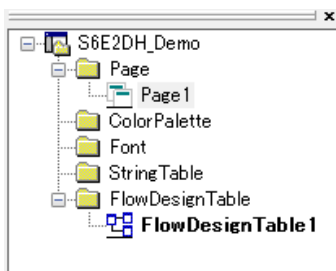 S6E2DH_Demo
Page
Page1
ColorPalette
Font
StringTable
FlowDesignTable
FlowDesignTable1